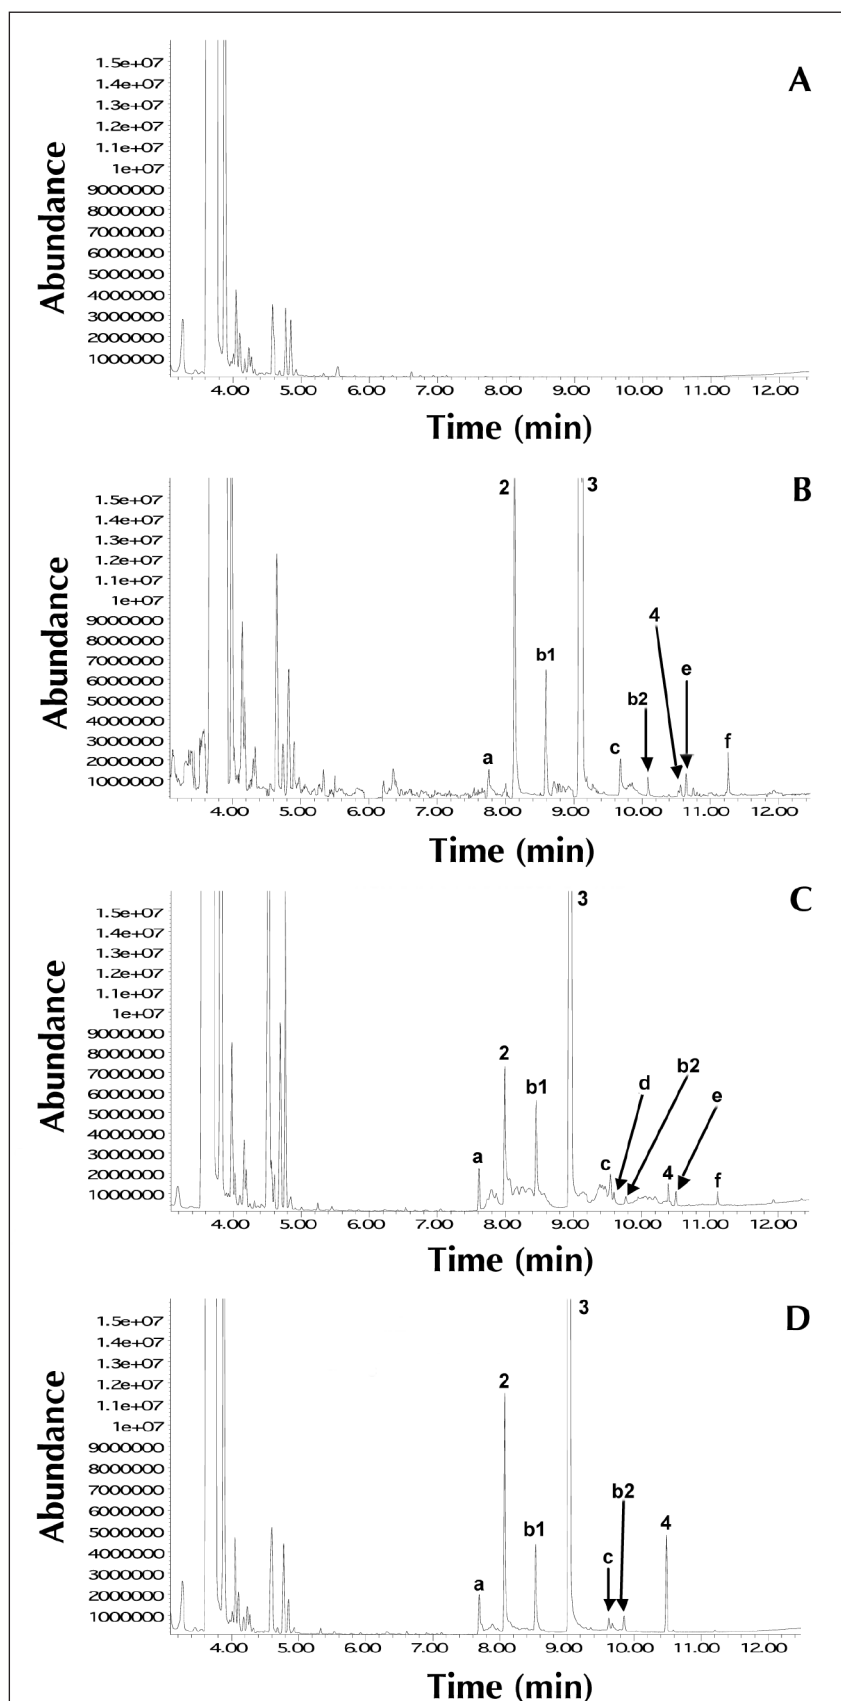 A
1.5e+07
1.4e+07
1.3e+07
1.2e+07
1.1e+07
1e+07
9000000
8000000
7000000
6000000
5000000
4000000
3000000
2000000
1000000
Abundance
4.00 5.00 6.00 7.00 8.00 9.00 10.00 11.00 12.00
Time (min)
B
2 3
1.5e+07
1.4e+07
1.3e+07
1.2e+07
1.1e+07
1e+07
9000000
8000000
7000000
6000000
5000000
4000000
3000000
2000000
1000000
Abundance
4
b1
e
b2
a
c
f
4.00 5.00 6.00 7.00 8.00 9.00 10.00 11.00 12.00
Time (min)
C
3
1.5e+07
1.4e+07
1.3e+07
1.2e+07
1.1e+07
1e+07
9000000
8000000
7000000
6000000
5000000
4000000
3000000
2000000
1000000
Abundance
2
b2
b1
d
e
a
c
4
f
4.00 5.00 6.00 7.00 8.00 9.00 10.00 11.00 12.00
Time (min)
D
3
1.5e+07
1.4e+07
1.3e+07
1.2e+07
1.1e+07
1e+07
9000000
8000000
7000000
6000000
5000000
4000000
3000000
2000000
1000000
Abundance
2
b2
b1
4
c
a
4.00 5.00 6.00 7.00 8.00 9.00 10.00 11.00 12.00
Time (min)